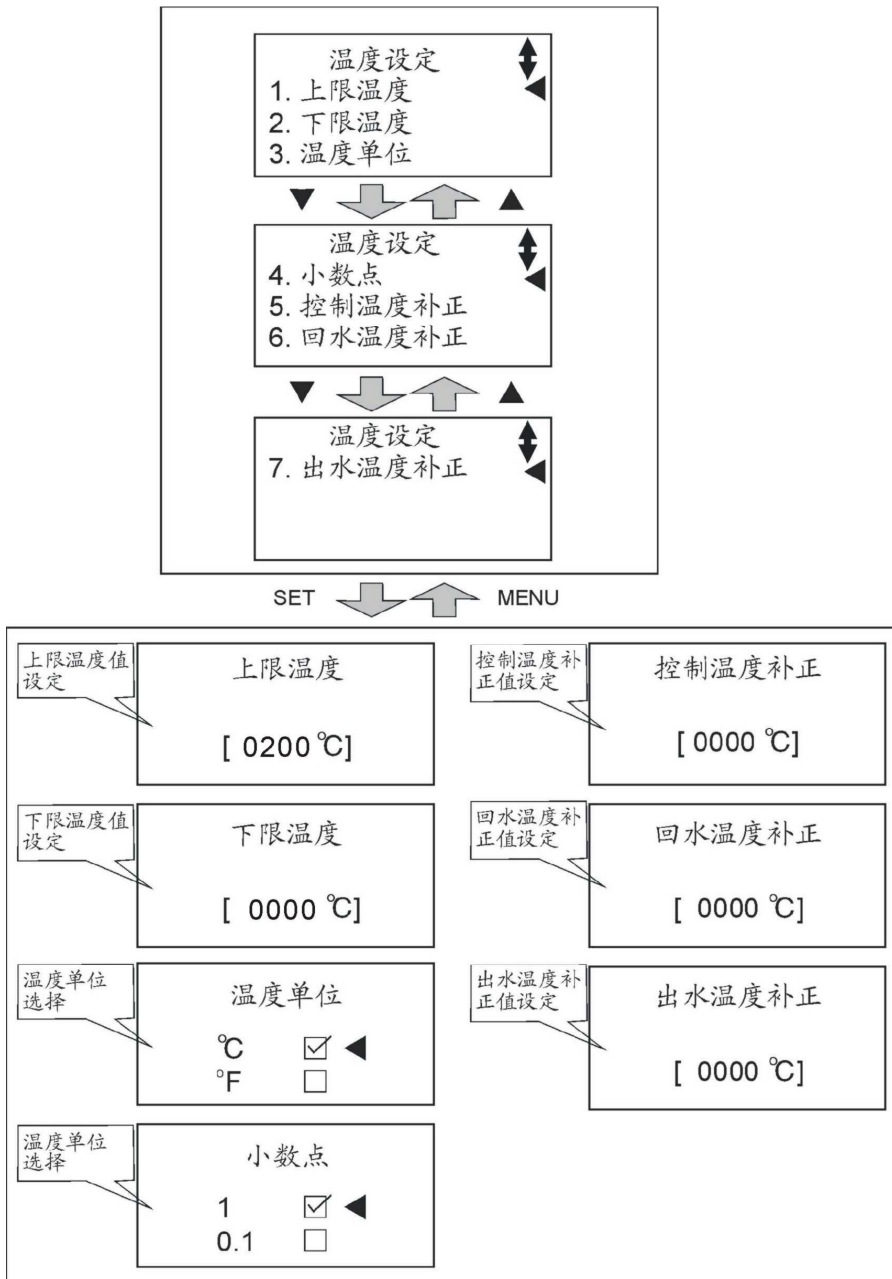 温度设定
1. 上限温度
2. 下限温度
3. 温度单位
温度设定
4. 小数点
5. 控制温度补正
6. 回水温度补正
温度设定
7. 出水温度补正
SET
MENU
上限温度值
设定
上限温度
[ 0200 ℃]
下限温度值
设定
下限温度
[ 0000 ℃]
温度单位
选择
温度单位
℃
°F
温度单位
选择
小数点
1
0.1
控制温度补
正值设定
控制温度补正
[ 0000 ℃]
回水温度补
正值设定
回水温度补正
[ 0000 ℃]
出水温度补
正值设定
出水温度补正
[ 0000 ℃]